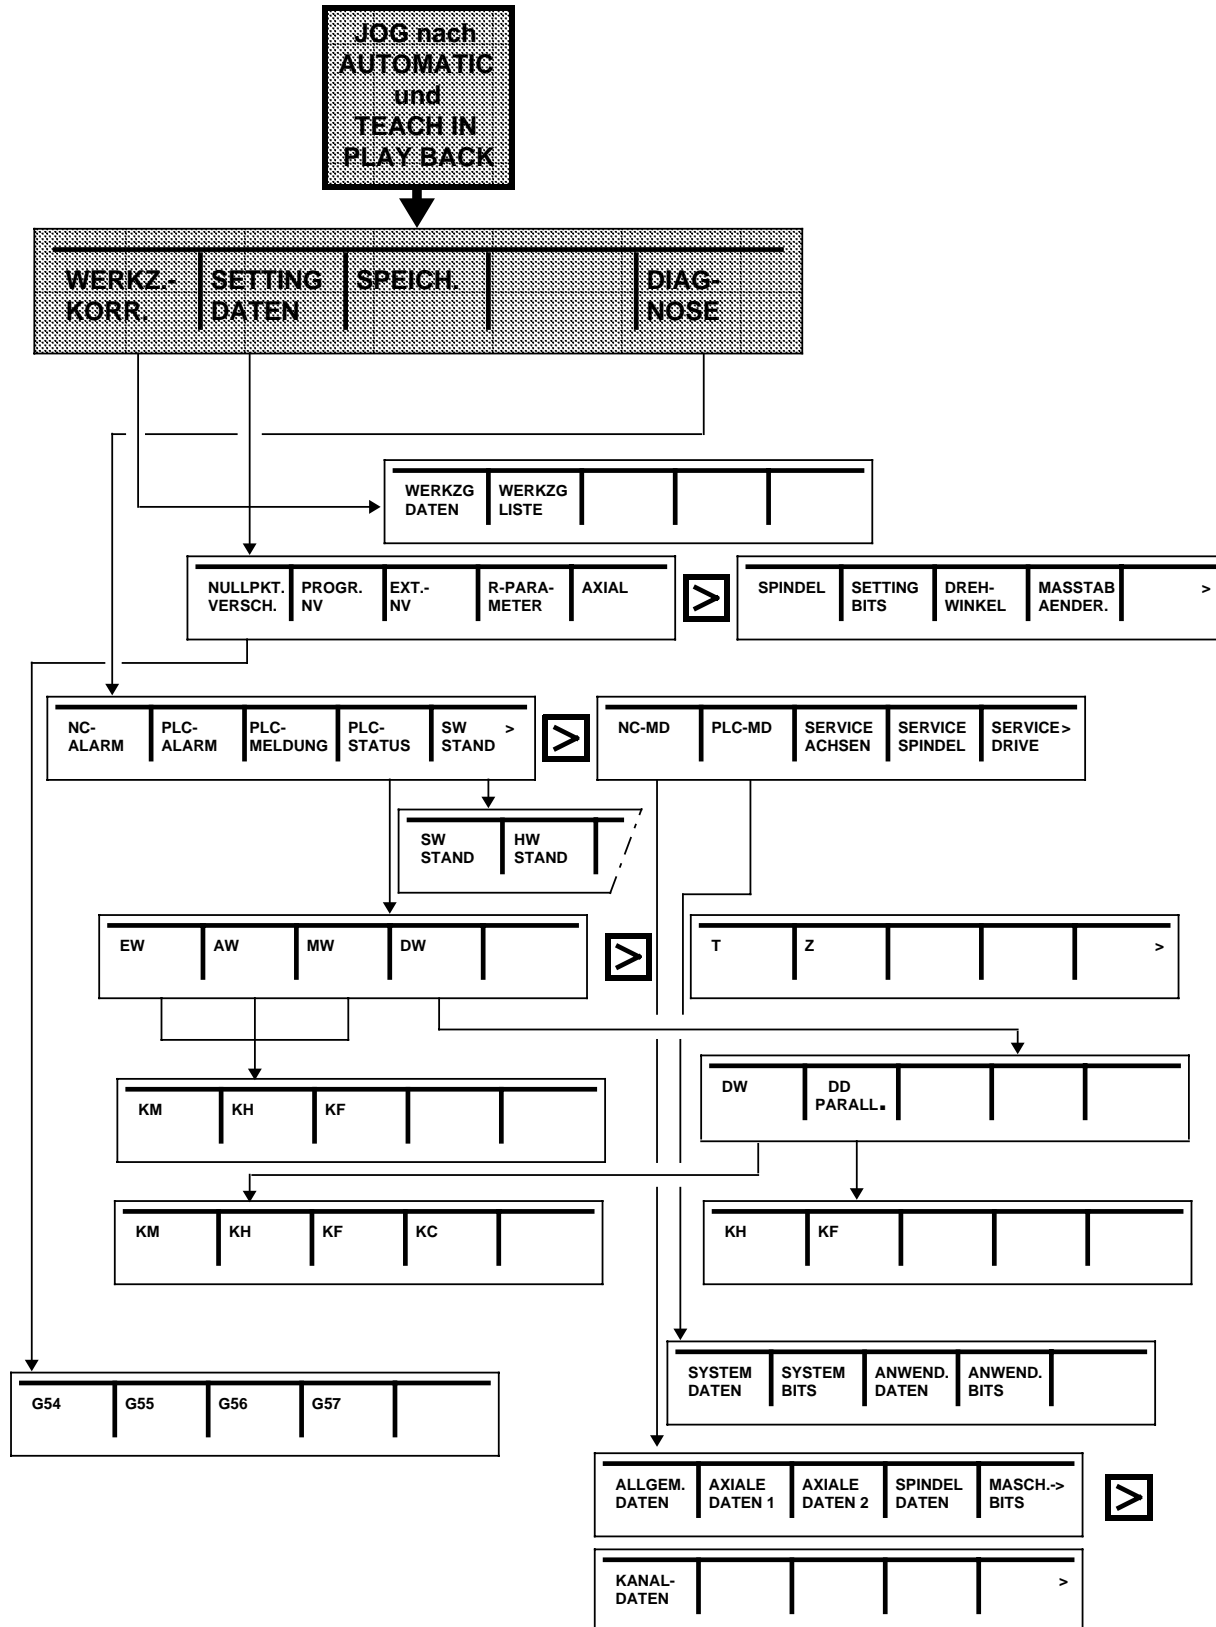 JOG nach
AUTOMATIC
und
TEACH IN
PLAY BACK
WERKZ.-
KORR.
SETTING
DATEN
SPEICH.
DIAG-
NOSE
WERKZG
DATEN
WERKZG
LISTE
NULLPKT.
VERSCH.
PROGR.
NV
EXT.-
NV
R-PARA-
METER
AXIAL
>
SPINDEL
SETTING
BITS
DREH-
WINKEL
MASSTAB
AENDER.
>
NC-
ALARM
PLC-
ALARM
PLC-
MELDUNG
PLC-
STATUS
SW >
STAND
>
NC-MD
PLC-MD
SERVICE
ACHSEN
SERVICE
SPINDEL
SERVICE>
DRIVE
SW
STAND
HW
STAND
EW
AW
MW
DW
>
T
Z
>
DW
DD
PARALL.
KM
KH
KF
KM
KH
KF
KC
KH
KF
SYSTEM
DATEN
SYSTEM
BITS
ANWEND.
DATEN
ANWEND.
BITS
G54
G55
G56
G57
ALLGEM.
DATEN
AXIALE
DATEN 1
AXIALE
DATEN 2
SPINDEL
DATEN
MASCH.->
BITS
>
KANAL-
DATEN
>